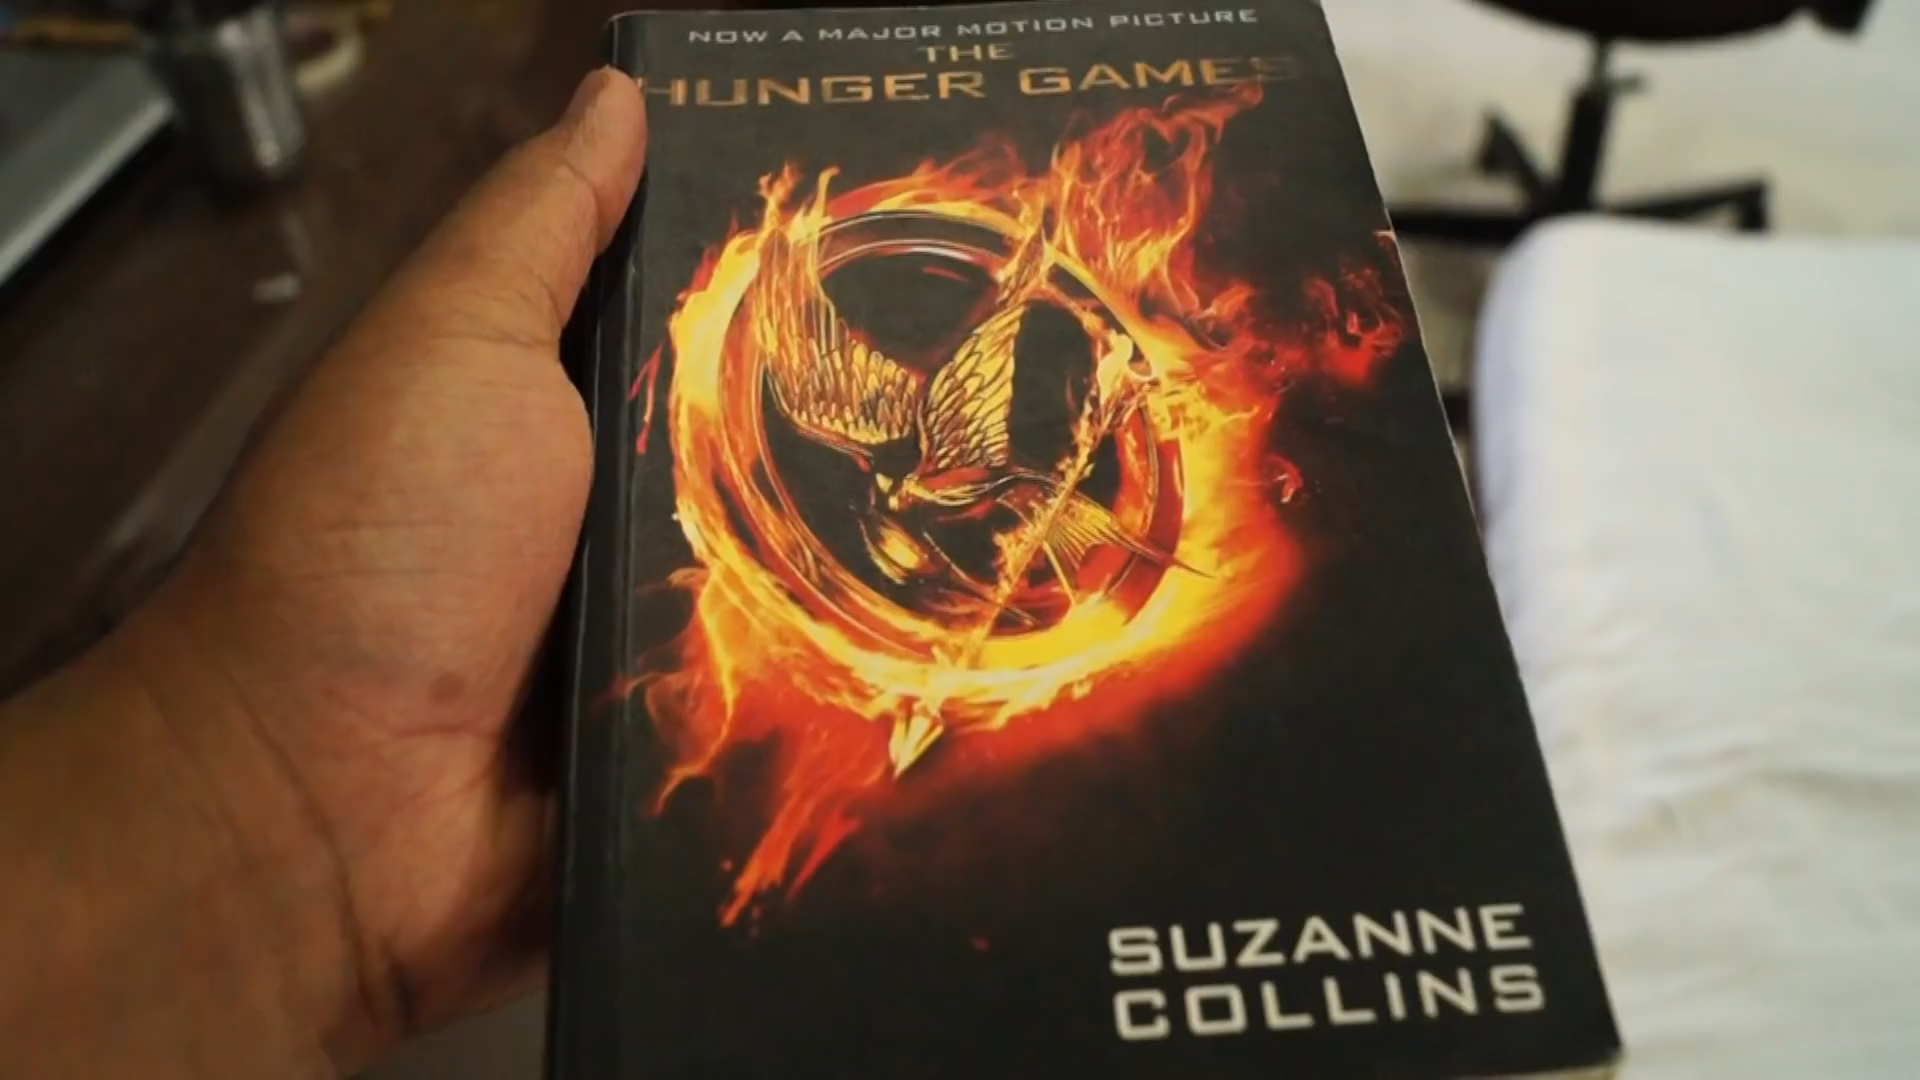 NOW A MAJOR MOTION PICTURE
THE
HUNGER GAMES
SUZANNE
COLLINS